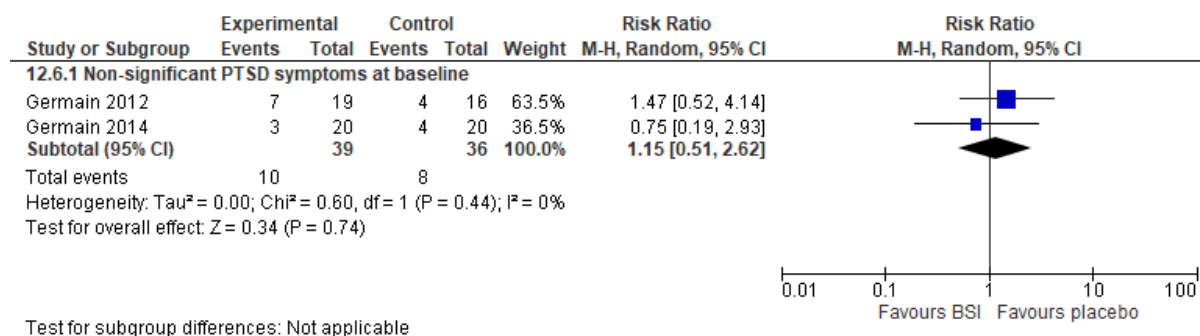 Experimental Control Risk Ratio Risk Ratio
Study or Subgroup Events Total Events Total Weight M-H, Random, 95% CI M-H, Random, 95% CI
12.6.1 Non-significant PTSD symptoms at baseline
Germain 2012 7 19 4 16 63.5% 1.47 [0.52, 4.14]
Germain 2014 3 20 4 20 36.5% 0.75 [0.19, 2.93]
Subtotal (95% CI) 39 36 100.0% 1.15 [0.51, 2.62]
Total events 10 8
Heterogeneity: Tau² = 0.00; Chi² = 0.60, df = 1 (P = 0.44); I² = 0%
Test for overall effect: Z = 0.34 (P = 0.74)
0.01 0.1 1 10 100
Favours BSI Favours placebo
Test for subgroup differences: Not applicable